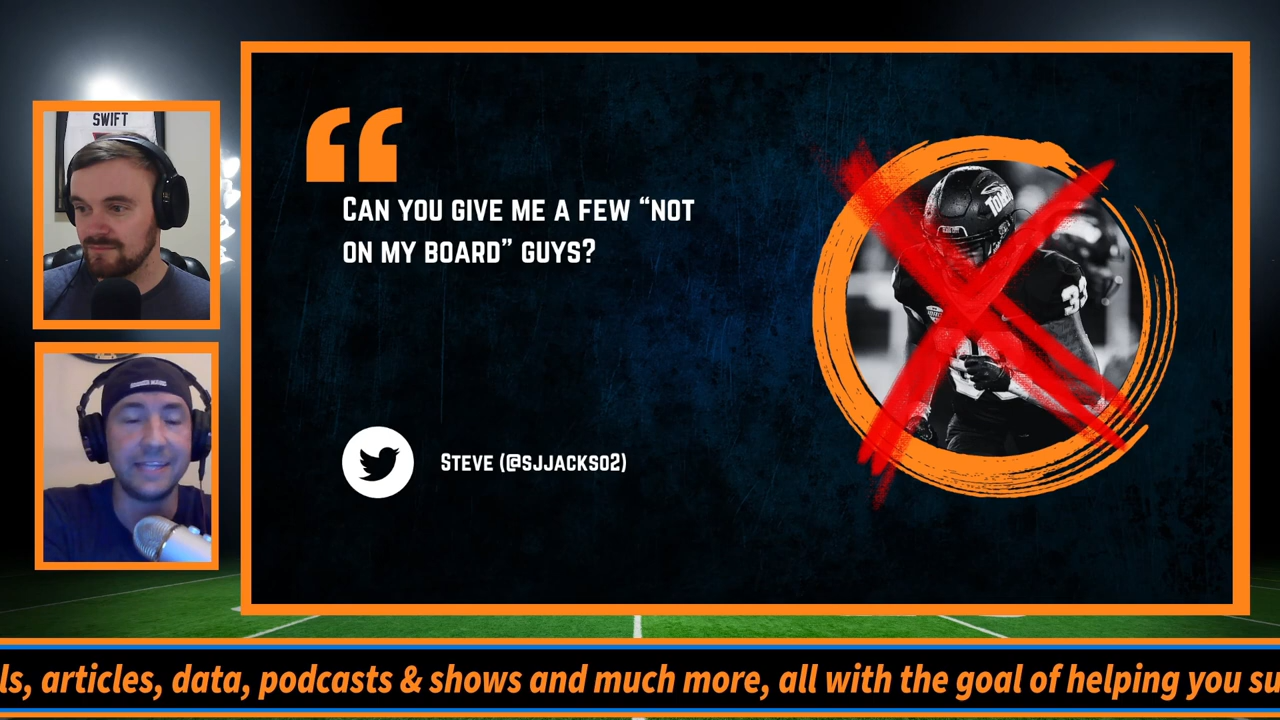 SWIFT
CAN YOU GIVE ME A FEW “NOT
ON MY BOARD” GUYS?
STEVE (@SJJACKSO2)
ls, articles, data, podcasts & shows and much more, all with the goal of helping you su